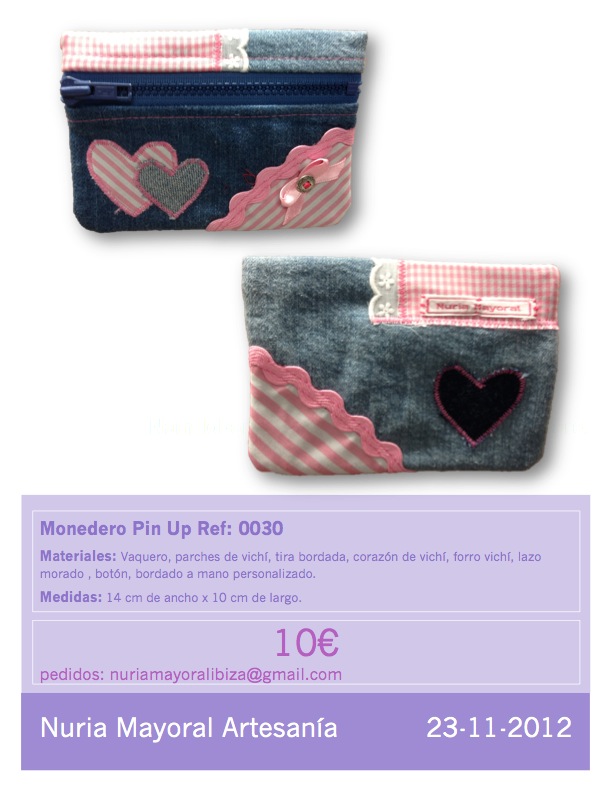 Nuria Mayoral
Monedero Pin Up Ref: 0030
Materiales: Vaquero, parches de vichí, tira bordada, corazón de vichí, forro vichí, lazo
morado , botón, bordado a mano personalizado.
Medidas: 14 cm de ancho x 10 cm de largo.
10€
pedidos: nuriamayoralibiza@gmail.com
Nuria Mayoral Artesanía 23-11-2012